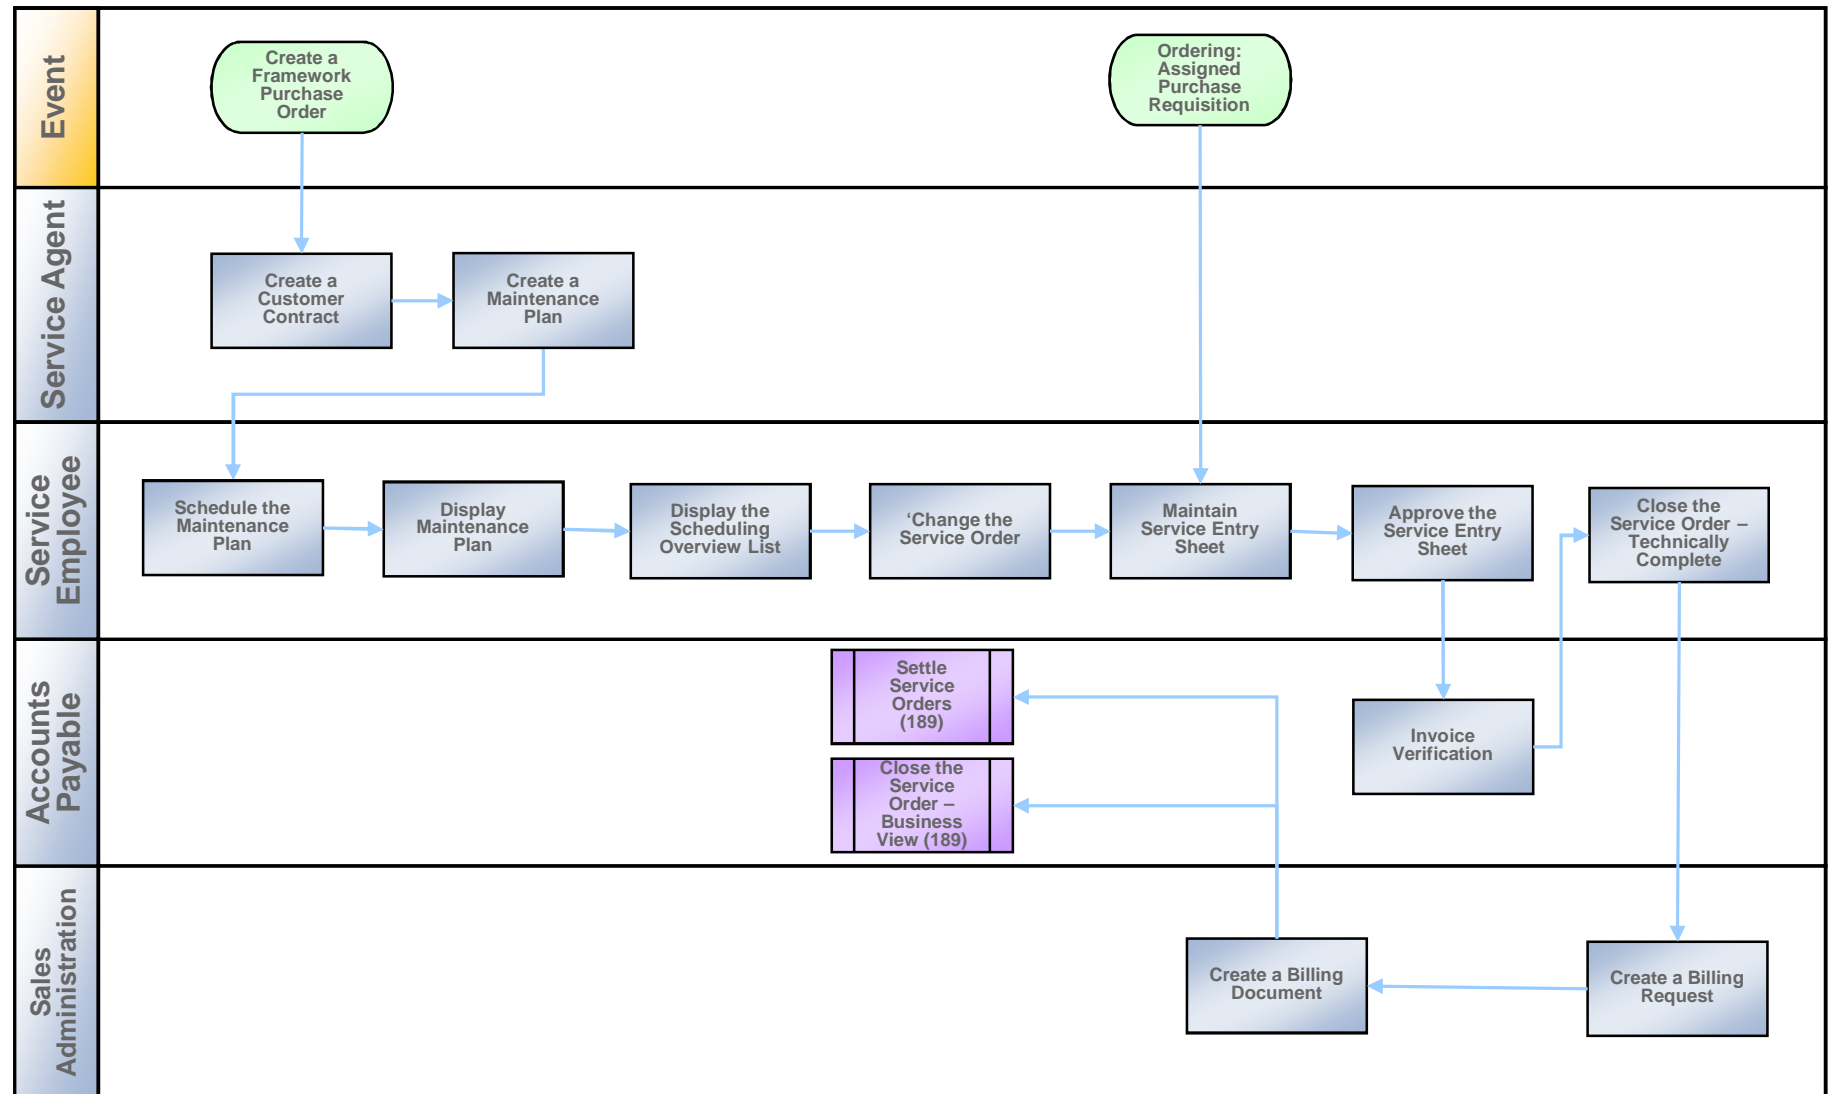 Event
Create a
Framework
Purchase
Order
Ordering:
Assigned
Purchase
Requisition
Service Agent
Create a
Customer
Contract
Create a
Maintenance
Plan
Service
Employee
Schedule the
Maintenance
Plan
Display
Maintenance
Plan
Display the
Scheduling
Overview List
‘Change the
Service Order
Maintain
Service Entry
Sheet
Approve the
Service Entry
Sheet
Close the
Service Order –
Technically
Complete
Accounts
Payable
Settle
Service
Orders
(189)
Close the
Service
Order –
Business
View (189)
Invoice
Verification
Sales
Administration
Create a Billing
Document
Create a Billing
Request